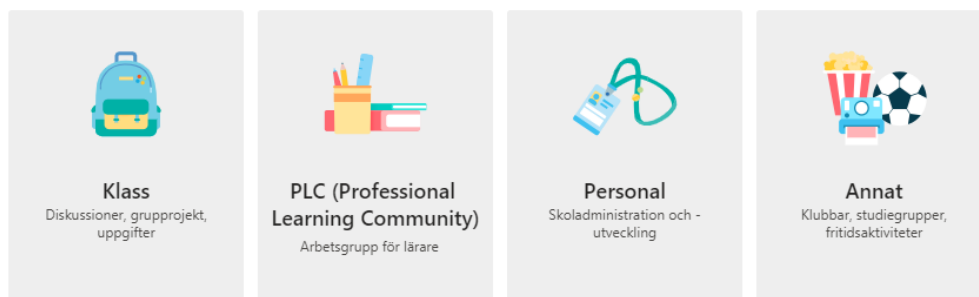 Klass
Diskussioner, grupprojekt,
uppgifter
PLC (Professional
Learning Community)
Arbetsgrupp för lärare
Personal
Skoladministration och -
utveckling
Annat
Klubbar, studiegrupper,
fritidsaktiviteter